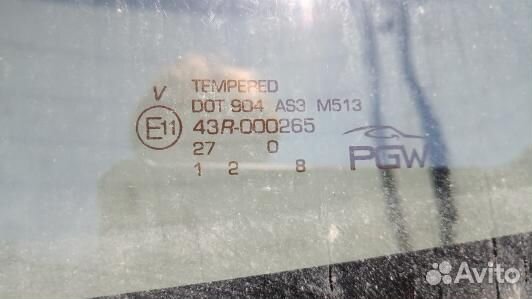 V TEMPERED
DOT 904 AS3 M513
E11 43R-000265
27 0
1 2 8
PGW
Avito